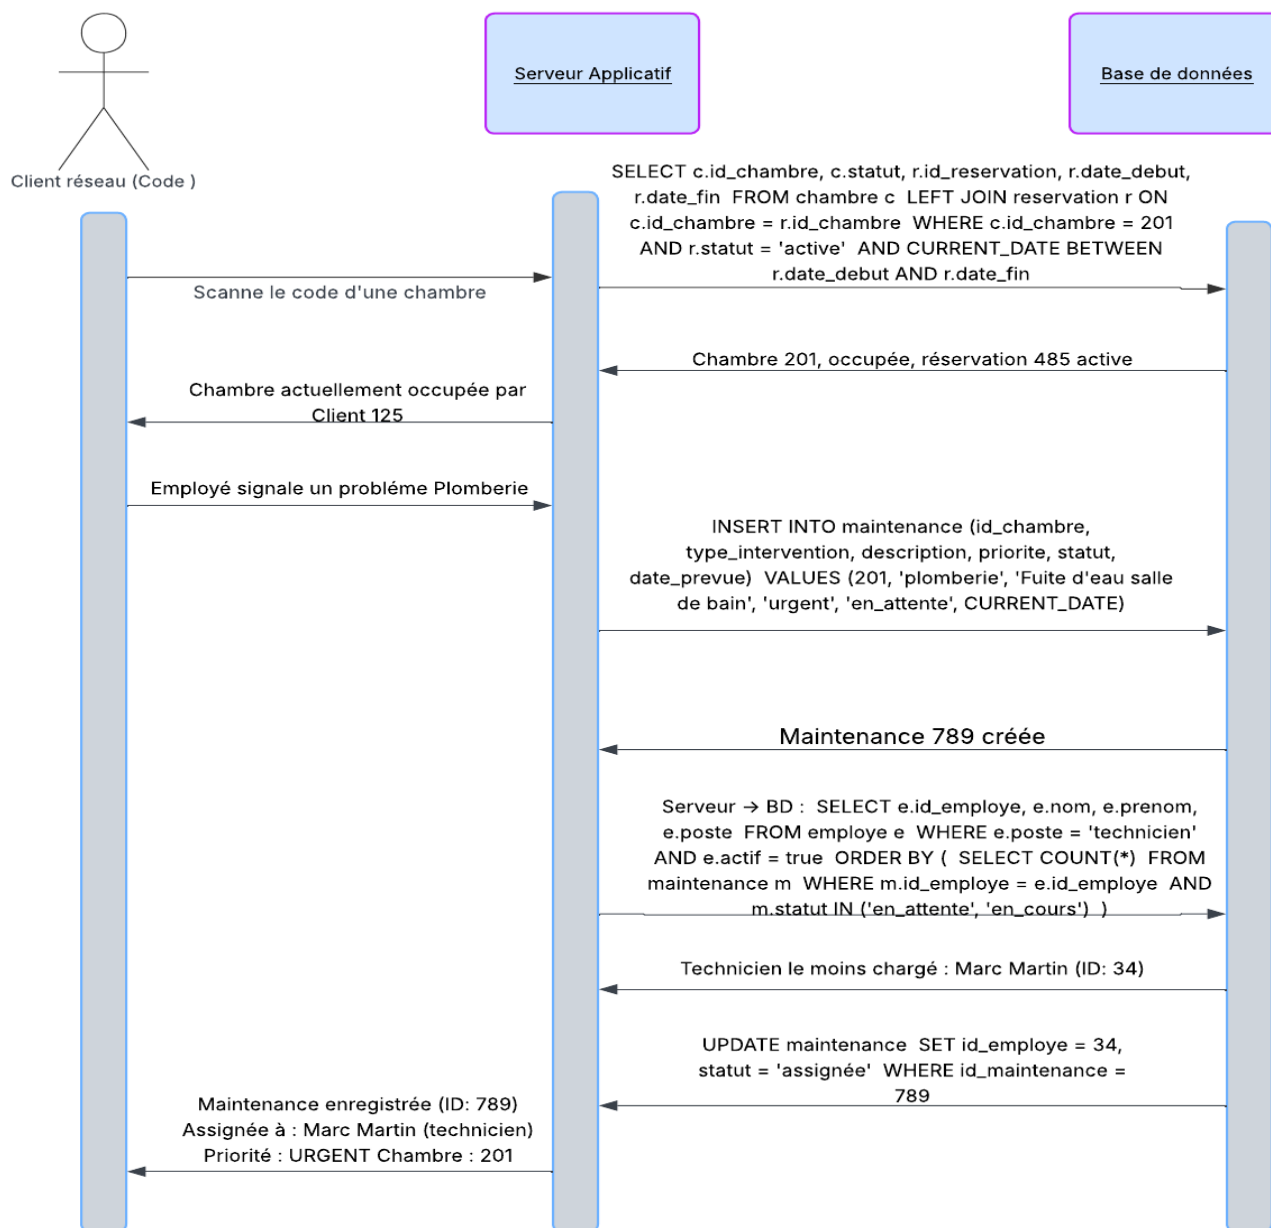 Serveur Applicatif
Base de données
Client réseau (Code )
SELECT c.id_chambre, c.statut, r.id_reservation, r.date_debut,
r.date_fin  FROM chambre c  LEFT JOIN reservation r ON
c.id_chambre = r.id_chambre  WHERE c.id_chambre = 201
AND r.statut = 'active'  AND CURRENT_DATE BETWEEN
r.date_debut AND r.date_fin
Scanne le code d'une chambre
Chambre 201, occupée, réservation 485 active
Chambre actuellement occupée par
Client 125
Employé signale un probléme Plomberie
INSERT INTO maintenance (id_chambre,
type_intervention, description, priorite, statut,
date_prevue)  VALUES (201, 'plomberie', 'Fuite d'eau salle
de bain', 'urgent', 'en_attente', CURRENT_DATE)
Maintenance 789 créée
Serveur → BD :  SELECT e.id_employe, e.nom, e.prenom,
e.poste  FROM employe e  WHERE e.poste = 'technicien'
AND e.actif = true  ORDER BY (  SELECT COUNT(*)  FROM
maintenance m  WHERE m.id_employe = e.id_employe  AND
m.statut IN ('en_attente', 'en_cours')  )
Technicien le moins chargé : Marc Martin (ID: 34)
UPDATE maintenance  SET id_employe = 34,
statut = 'assignée'  WHERE id_maintenance =
789
Maintenance enregistrée (ID: 789)
Assignée à : Marc Martin (technicien)
Priorité : URGENT Chambre : 201